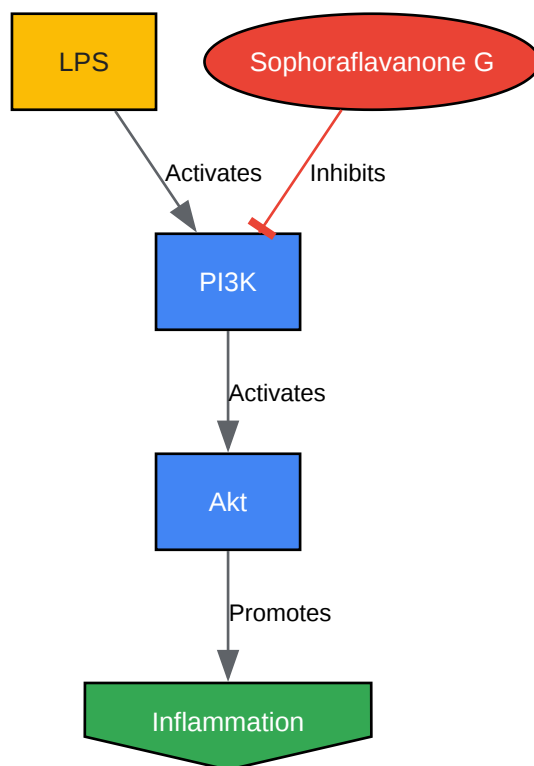 LPS
Sophoraflavanone G
Activates
Inhibits
PI3K
Activates
Akt
Promotes
Inflammation